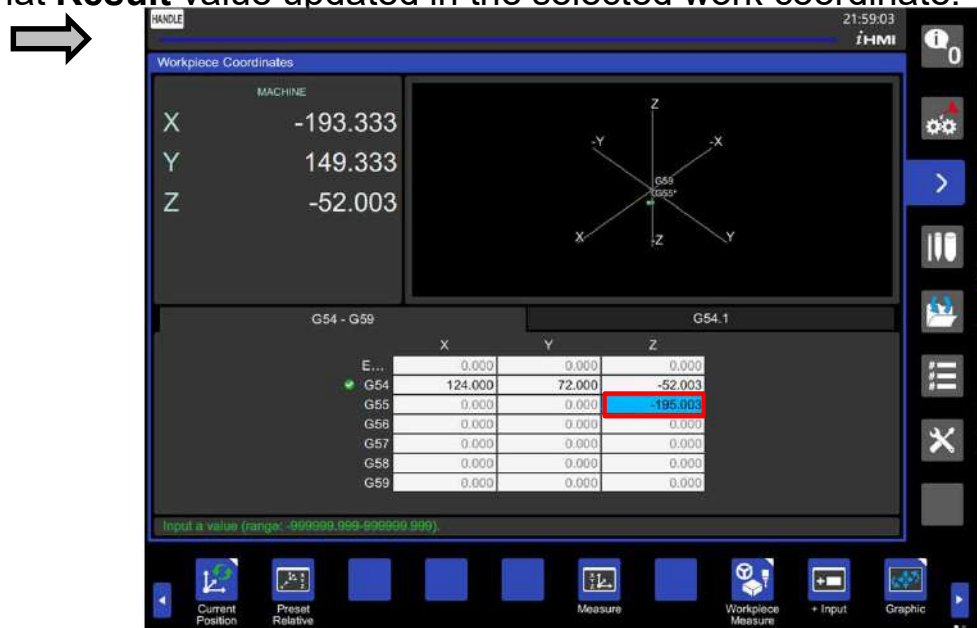 at Result value updated in the selected work coordinate.
HANDLE
21:59:03
iHMI
0
Workpiece Coordinates
MACHINE
X -193.333
Y 149.333
Z -52.003
Z
-Y -X
G59
G55*
X -Z Y
G54 - G59 G54.1
X Y Z
E... 0.000 0.000 0.000
G54 124.000 72.000 -52.003
G55 0.000 0.000 -195.003
G56 0.000 0.000 0.000
G57 0.000 0.000 0.000
G58 0.000 0.000 0.000
G59 0.000 0.000 0.000
Input a value (range: -999999.999-999999.999).
Current Position
Preset Relative
Measure
Workpiece Measure
+ Input
Graphic